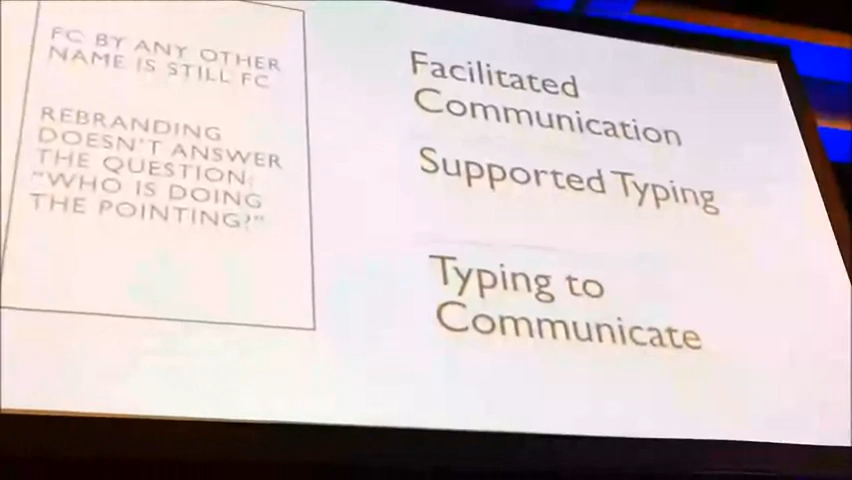 FC BY ANY OTHER
NAME IS STILL FC
REBRANDING
DOESN'T ANSWER
THE QUESTION:
"WHO IS DOING
THE POINTING?"
Facilitated
Communication
Supported Typing
Typing to
Communicate